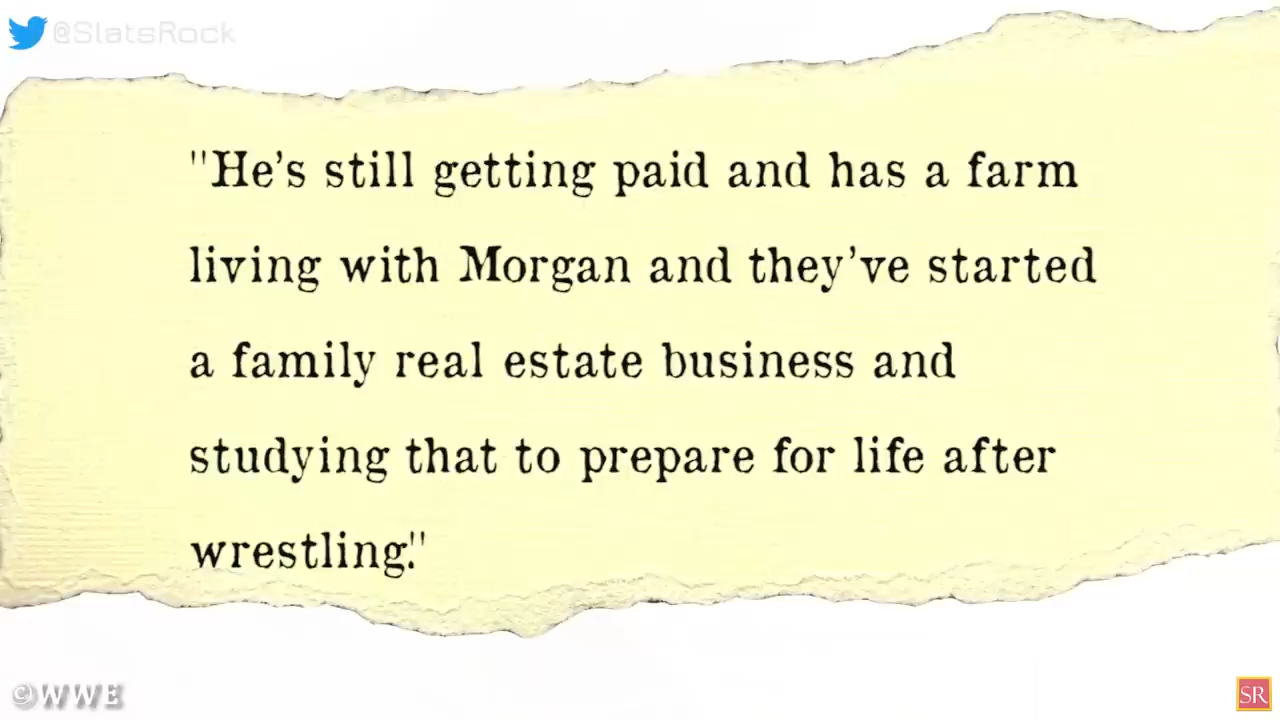 @SlatsRock
"He's still getting paid and has a farm
living with Morgan and they've started
a family real estate business and
studying that to prepare for life after
wrestling."
©WWE
SR